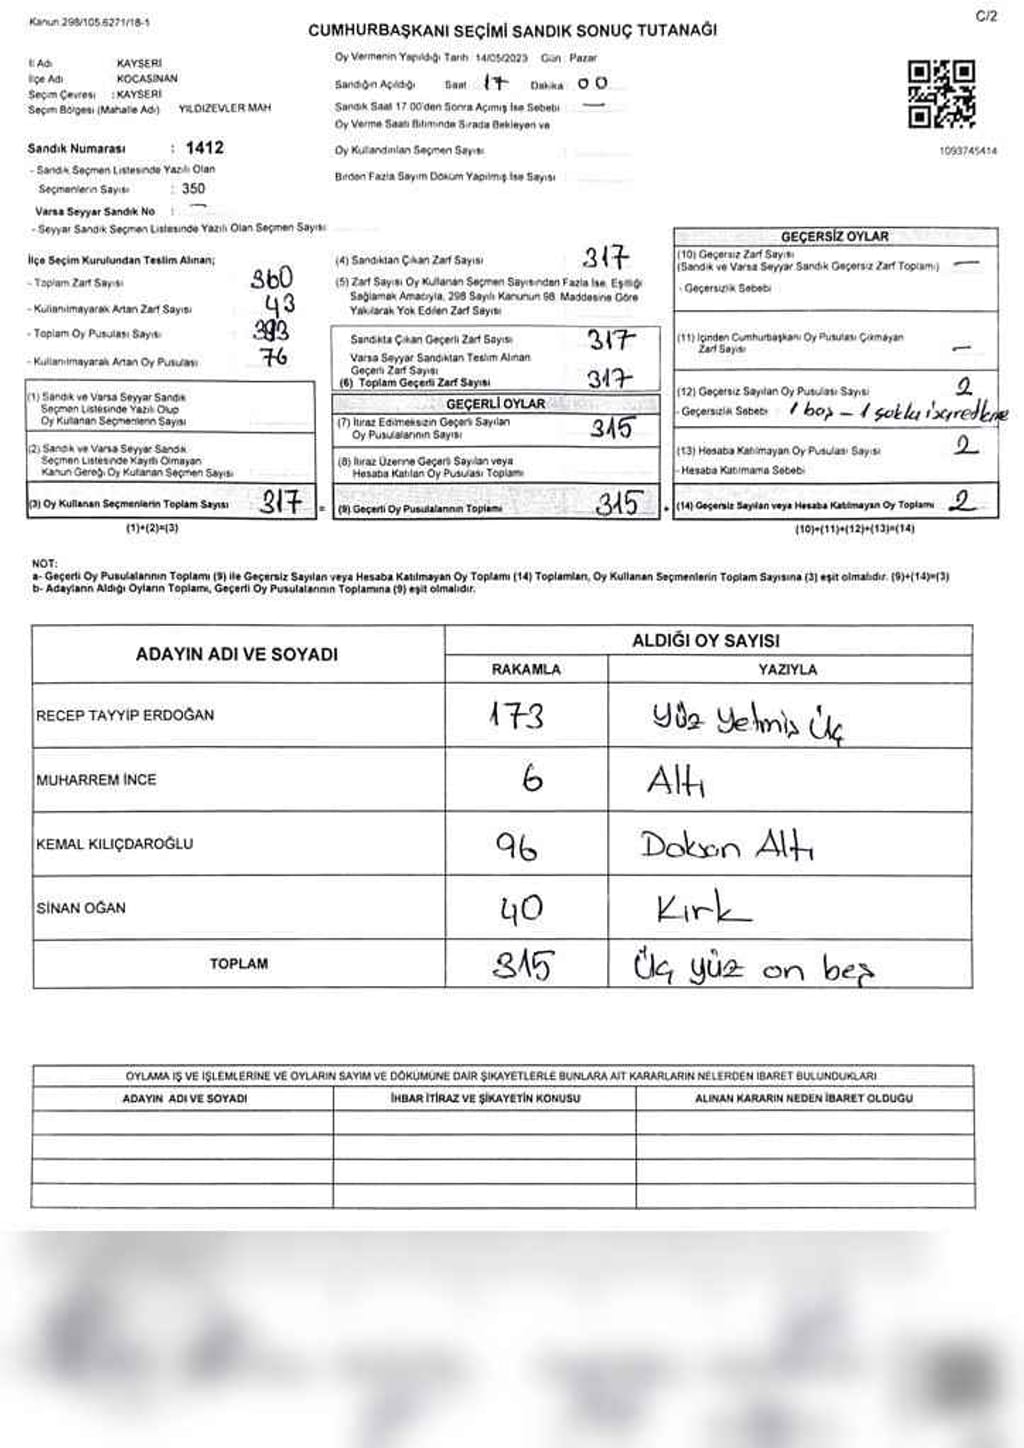 Kanun 298/105.6271/18-1
C/2
CUMHURBAŞKANI SEÇİMİ SANDIK SONUÇ TUTANAĞI
İl Adı KAYSERİ
İlçe Adı KOCASİNAN
Seçim Çevresi : KAYSERİ
Seçim Bölgesi (Mahalle Adı) YILDIZEVLER MAH
Sandık Numarası : 1412
- Sandık Seçmen Listesinde Yazılı Olan
Seçmenlerin Sayısı : 350
Varsa Seyyar Sandık No : —
- Seyyar Sandık Seçmen Listesinde Yazılı Olan Seçmen Sayısı
Oy Vermenin Yapıldığı Tarih 14/05/2023 Gün : Pazar
Sandığın Açıldığı Saat 17 Dakika 00
Sandık Saat 17.00'den Sonra Açılmış İse Sebebi —
Oy Verme Saati Bitiminde Sırada Bekleyen ve
Oy Kullandırılan Seçmen Sayısı :
Birden Fazla Sayım Döküm Yapılmış İse Sayısı :
1093745414
İlçe Seçim Kurulundan Teslim Alınan;
- Toplam Zarf Sayısı 360
- Kullanılmayarak Artan Zarf Sayısı 43
- Toplam Oy Pusulası Sayısı 393
- Kullanılmayarak Artan Oy Pusulası 76
(1) Sandık ve Varsa Seyyar Sandık
Seçmen Listesinde Yazılı Olup
Oy Kullanan Seçmenlerin Sayısı
(2) Sandık ve Varsa Seyyar Sandık
Seçmen Listesinde Kayıtlı Olmayan
Kanun Gereği Oy Kullanan Seçmen Sayısı
(3) Oy Kullanan Seçmenlerin Toplam Sayısı 317 =
(1)+(2)=(3)
(4) Sandıktan Çıkan Zarf Sayısı 317
(5) Zarf Sayısı Oy Kullanan Seçmen Sayısından Fazla İse, Eşitliği
Sağlamak Amacıyla, 298 Sayılı Kanunun 98. Maddesine Göre
Yakılarak Yok Edilen Zarf Sayısı
Sandıkta Çıkan Geçerli Zarf Sayısı 317
Varsa Seyyar Sandıktan Teslim Alınan
Geçerli Zarf Sayısı
(6) Toplam Geçerli Zarf Sayısı 317
GEÇERLİ OYLAR
(7) İtiraz Edilmeksizin Geçerli Sayılan
Oy Pusulalarının Sayısı 315
(8) İtiraz Üzerine Geçerli Sayılan veya
Hesaba Katılan Oy Pusulası Toplamı
(9) Geçerli Oy Pusulalarının Toplamı 315 +
GEÇERSİZ OYLAR
(10) Geçersiz Zarf Sayısı —
(Sandık ve Varsa Seyyar Sandık Geçersiz Zarf Toplamı)
- Geçersizlik Sebebi
(11) İçinden Cumhurbaşkanı Oy Pusulası Çıkmayan
Zarf Sayısı —
(12) Geçersiz Sayılan Oy Pusulası Sayısı 2
- Geçersizlik Sebebi : 1 boş - 1
(13) Hesaba Katılmayan Oy Pusulası Sayısı 2
- Hesaba Katılmama Sebebi
(14) Geçersiz Sayılan veya Hesaba Katılmayan Oy Toplamı 2
(10)+(11)+(12)+(13)=(14)
NOT:
a- Geçerli Oy Pusulalarının Toplamı (9) ile Geçersiz Sayılan veya Hesaba Katılmayan Oy Toplamı (14) Toplamları, Oy Kullanan Seçmenlerin Toplam Sayısına (3) eşit olmalıdır. (9)+(14)=(3)
b- Adayların Aldığı Oyların Toplamı, Geçerli Oy Pusulalarının Toplamına (9) eşit olmalıdır.
ADAYIN ADI VE SOYADI ALDIĞI OY SAYISI
RAKAMLA YAZIYLA
RECEP TAYYİP ERDOĞAN 173 Yüz Yetmiş Üç
MUHARREM İNCE 6 Altı
KEMAL KILIÇDAROĞLU 96 Doksan Altı
SİNAN OĞAN 40 Kırk
TOPLAM 315 Üç yüz on beş
OYLAMA İŞ VE İŞLEMLERİNE VE OYLARIN SAYIM VE DÖKÜMÜNE DAİR ŞİKAYETLERLE BUNLARA AİT KARARLARIN NELERDEN İBARET BULUNDUKLARI
ADAYIN ADI VE SOYADI İHBAR İTİRAZ VE ŞİKAYETİN KONUSU ALINAN KARARIN NEDEN İBARET OLDUĞU